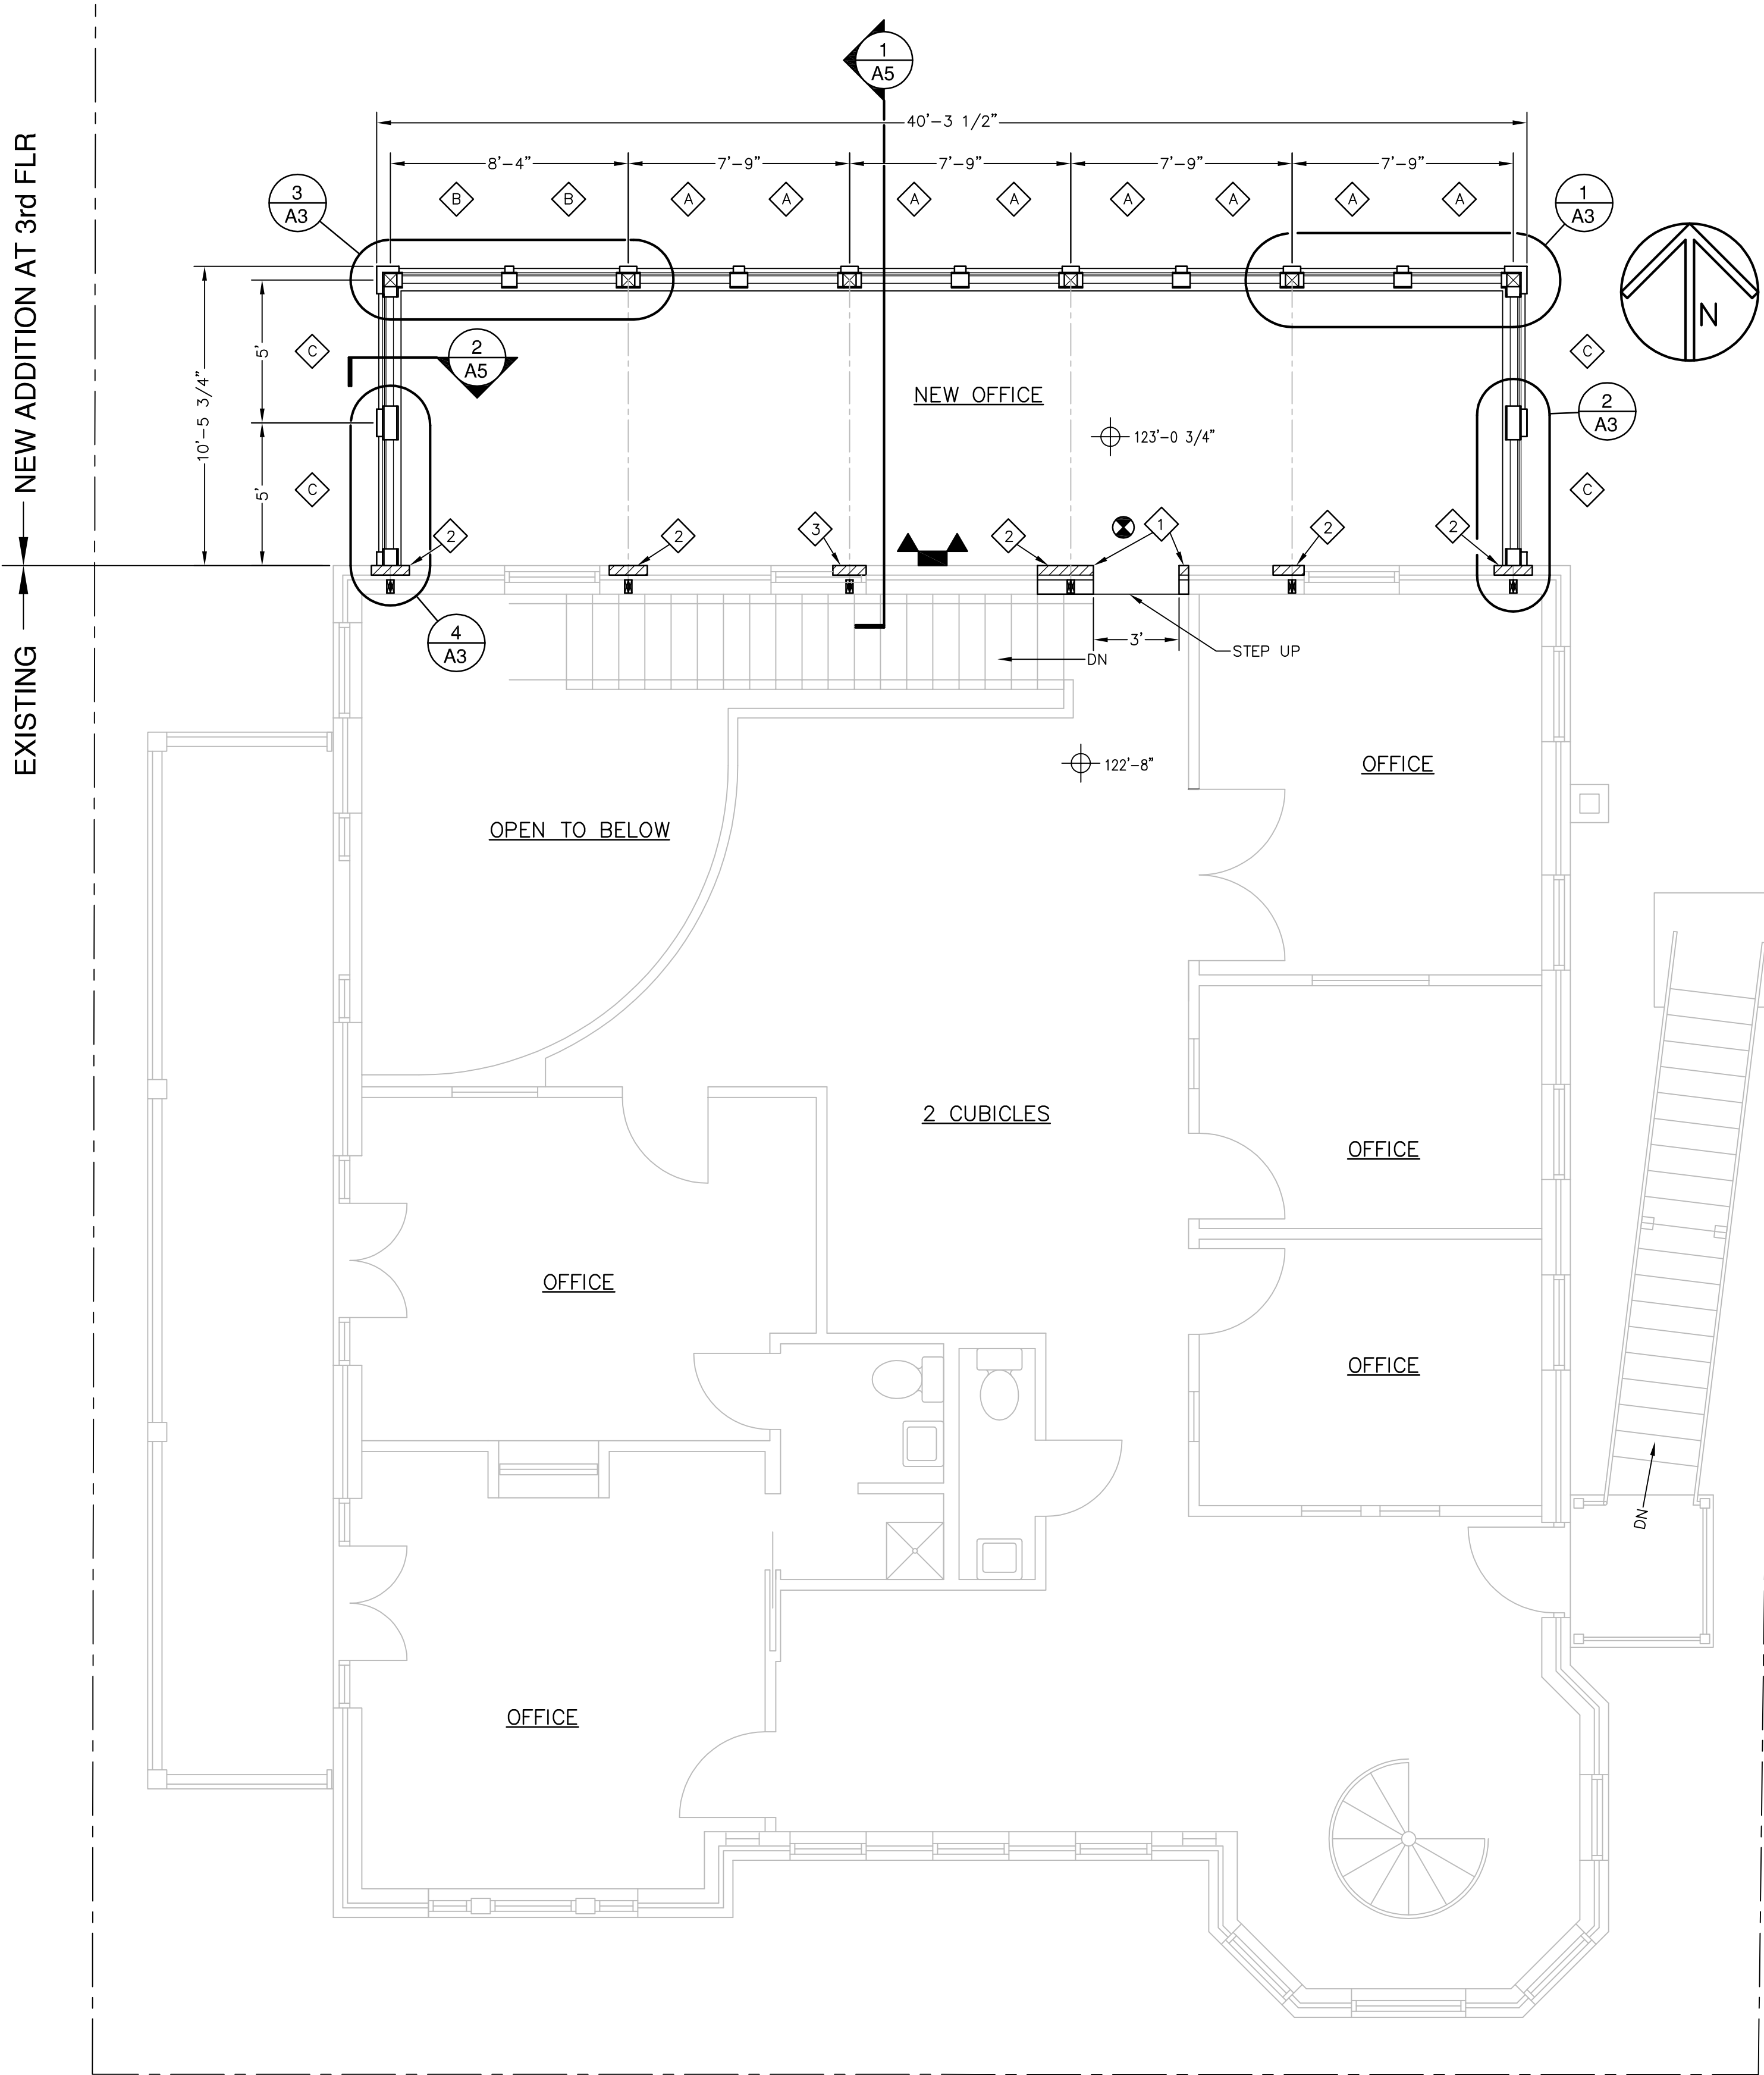 1
A5
40'-3 1/2"
8'-4"
7'-9"
7'-9"
7'-9"
7'-9"
3
A3
B
B
A
A
A
A
A
A
A
A
1
A3
N
NEW ADDITION AT 3rd FLR
EXISTING
10'-5 3/4"
5'
5'
C
C
2
A5
NEW OFFICE
123'-0 3/4"
C
C
2
A3
2
2
3
2
1
2
2
4
A3
3'
STEP UP
DN
122'-8"
OFFICE
OPEN TO BELOW
2 CUBICLES
OFFICE
OFFICE
OFFICE
DN
OFFICE